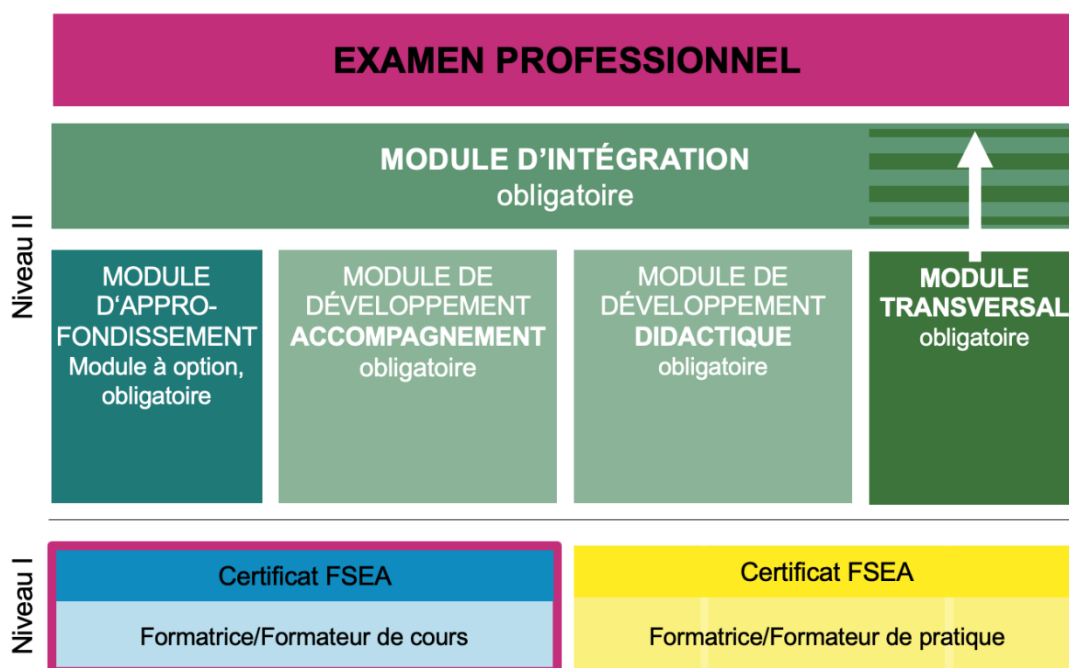 EXAMEN PROFESSIONNEL
MODULE D'INTÉGRATION
obligatoire
Niveau II
MODULE
D‘APPRO-
FONDISSEMENT
Module à option,
obligatoire
MODULE DE
DÉVELOPPEMENT
ACCOMPAGNEMENT
obligatoire
MODULE DE
DÉVELOPPEMENT
DIDACTIQUE
obligatoire
MODULE
TRANSVERSAL
obligatoire
Niveau I
Certificat FSEA
Formatrice/Formateur de cours
Certificat FSEA
Formatrice/Formateur de pratique